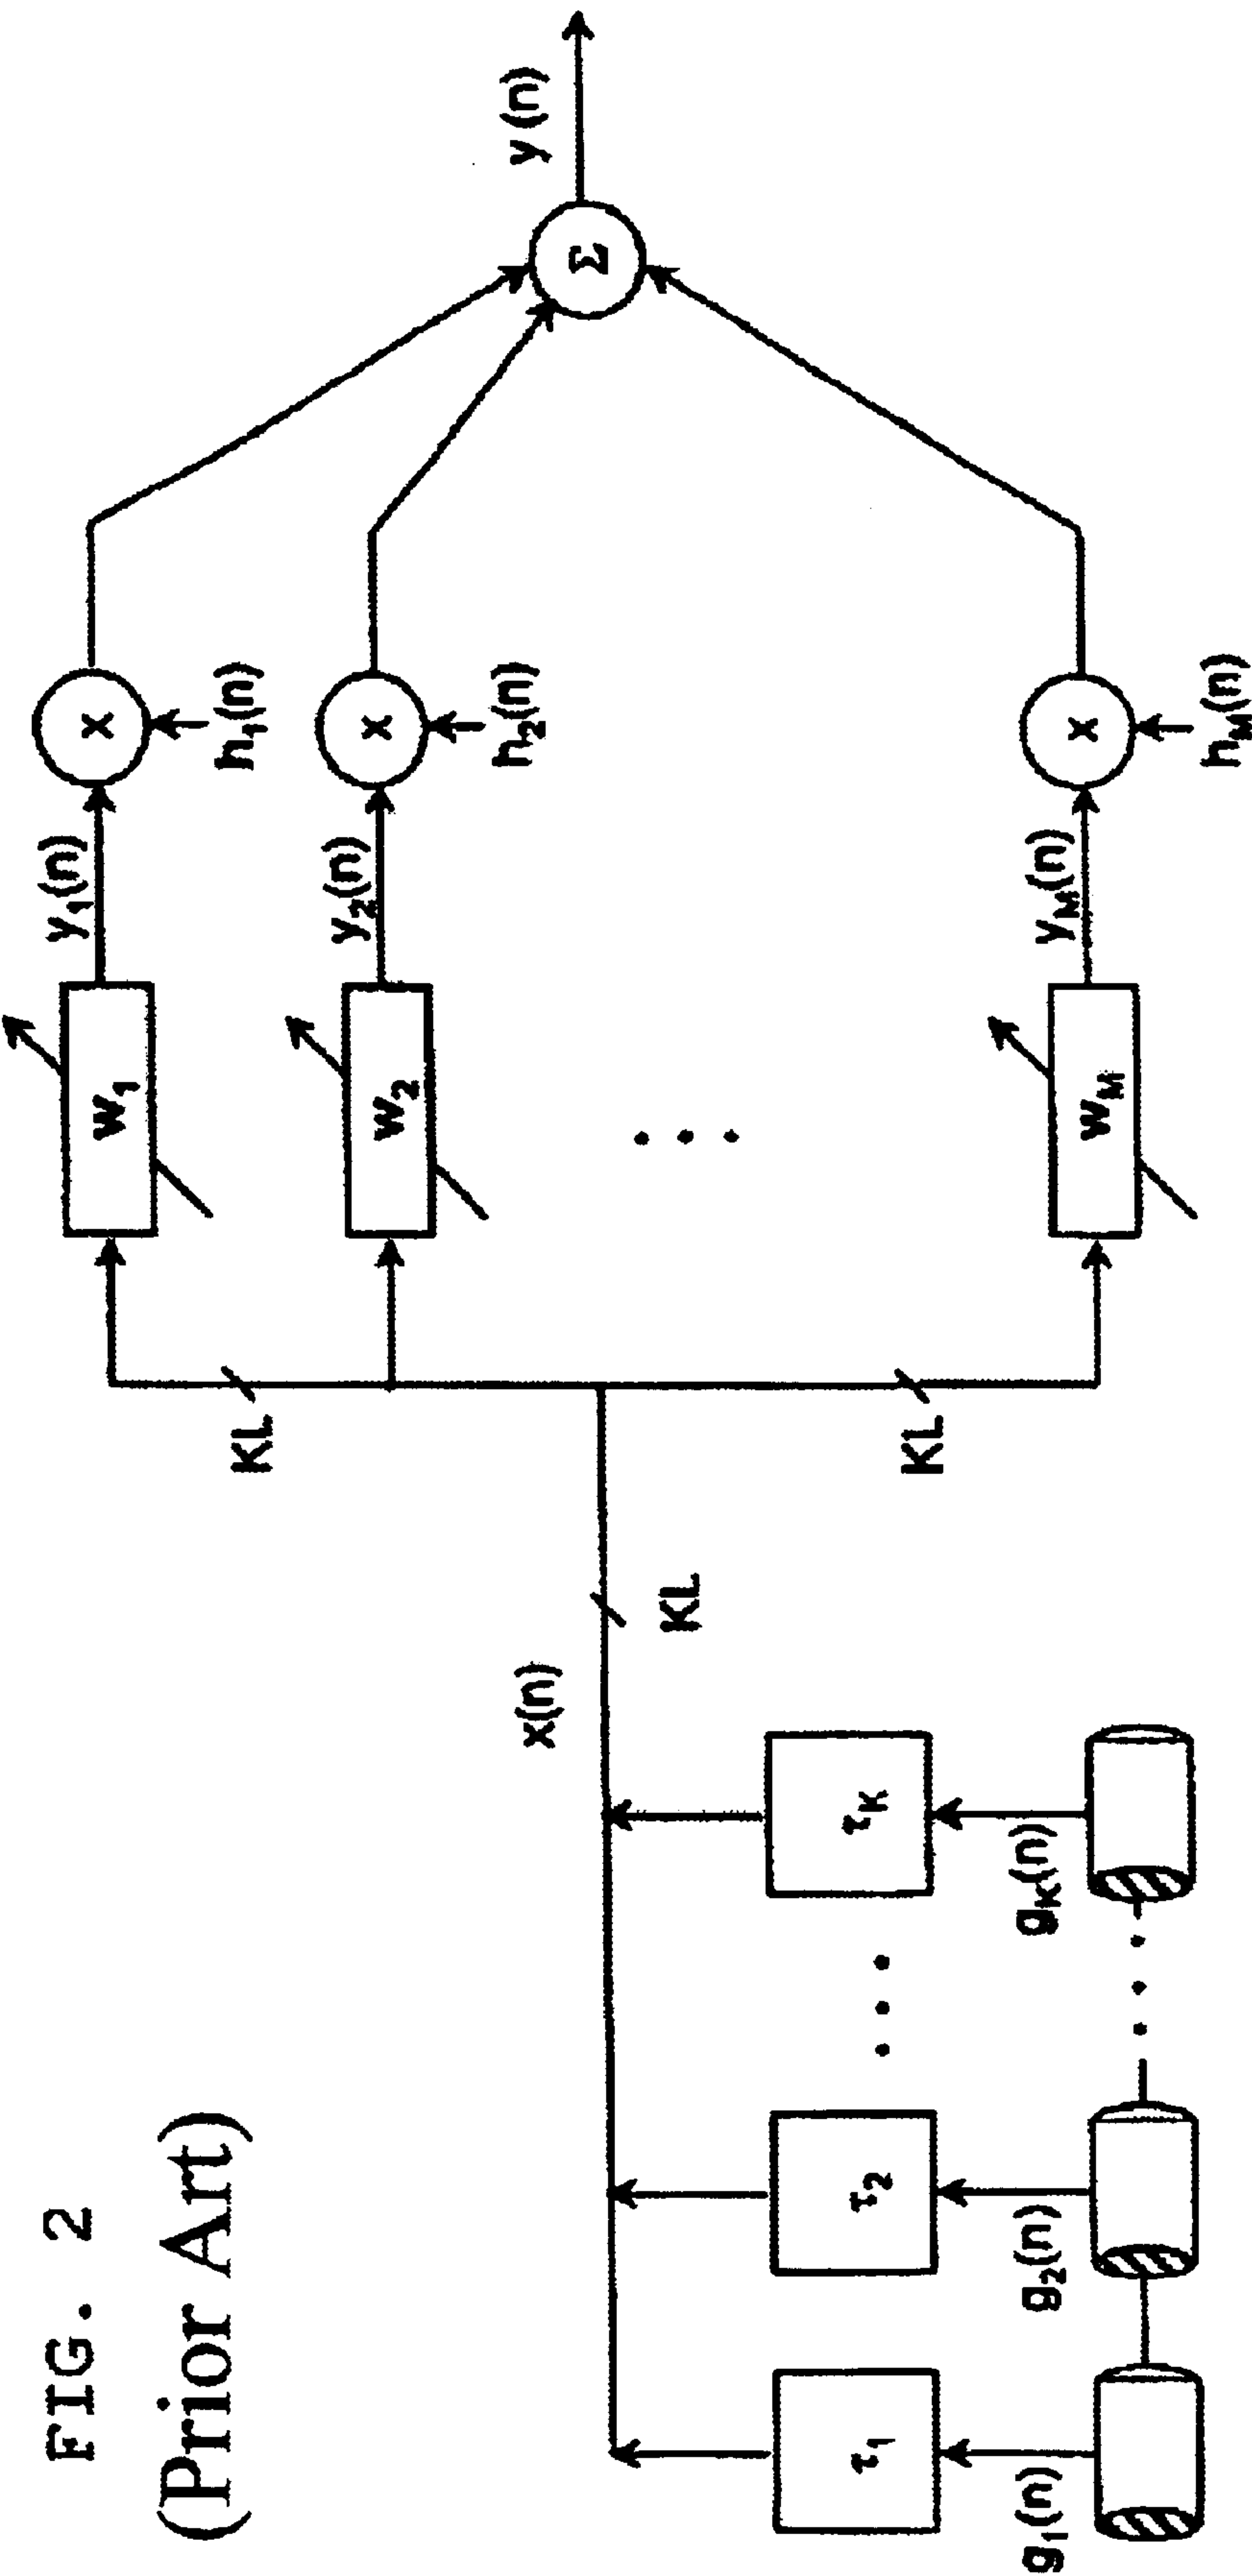 FIG. 2
(Prior Art)
g₁(n)
τ₁
g₂(n)
τ₂
. . .
. . .
gK(n)
τK
x(n)
KL
KL
KL
w₁
y₁(n)
X
h₁(n)
w₂
y₂(n)
X
h₂(n)
. . .
wM
yM(n)
X
hM(n)
Σ
y (n)